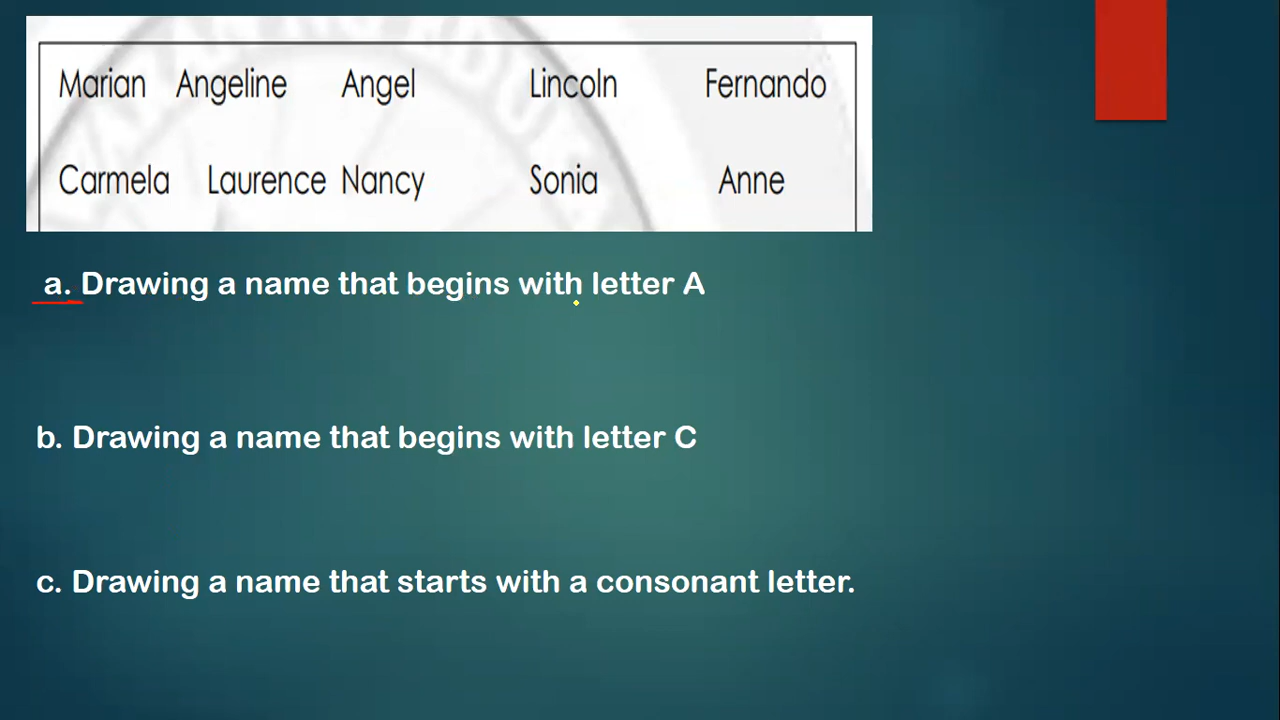 Marian Angeline Angel Lincoln Fernando
Carmela Laurence Nancy Sonia Anne
a. Drawing a name that begins with letter A
b. Drawing a name that begins with letter C
c. Drawing a name that starts with a consonant letter.